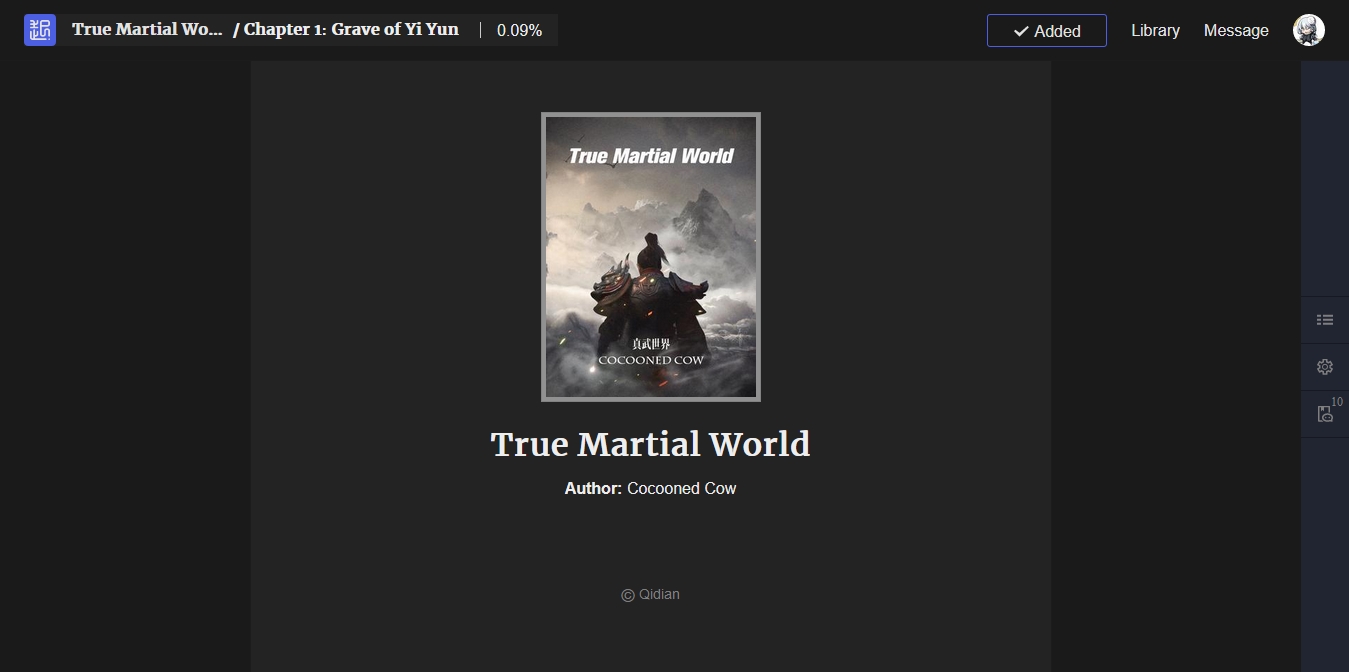 True Martial Wo... / Chapter 1: Grave of Yi Yun | 0.09%
Added
Library
Message
True Martial World
真武世界
COCOONED COW
10
True Martial World
Author: Cocooned Cow
© Qidian